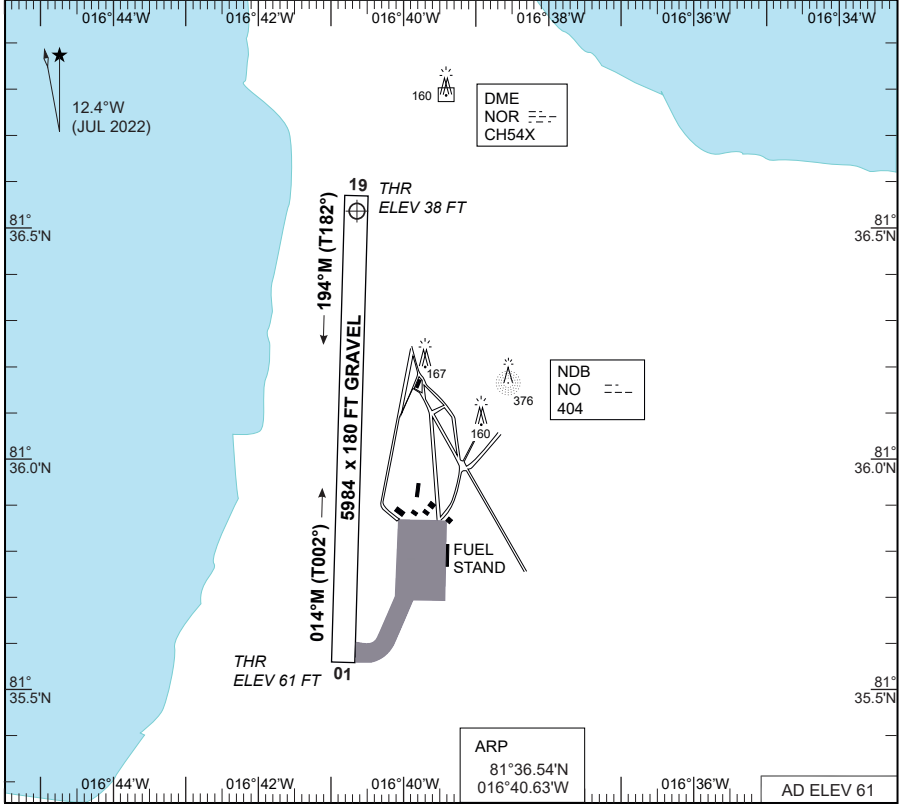 016°44'W 016°42'W 016°40'W 016°38'W 016°36'W 016°34'W
12.4°W
(JUL 2022)
160
DME
NOR
CH54X
19
THR
ELEV 38 FT
194°M (T182°)
81°
36.5'N
81°
36.5'N
5984 x 180 FT GRAVEL
167
376
NDB
NO
404
160
81°
36.0'N
81°
36.0'N
014°M (T002°)
FUEL
STAND
THR
ELEV 61 FT
01
81°
35.5'N
81°
35.5'N
ARP
81°36.54'N
016°40.63'W
016°44'W 016°42'W 016°40'W 016°36'W
AD ELEV 61